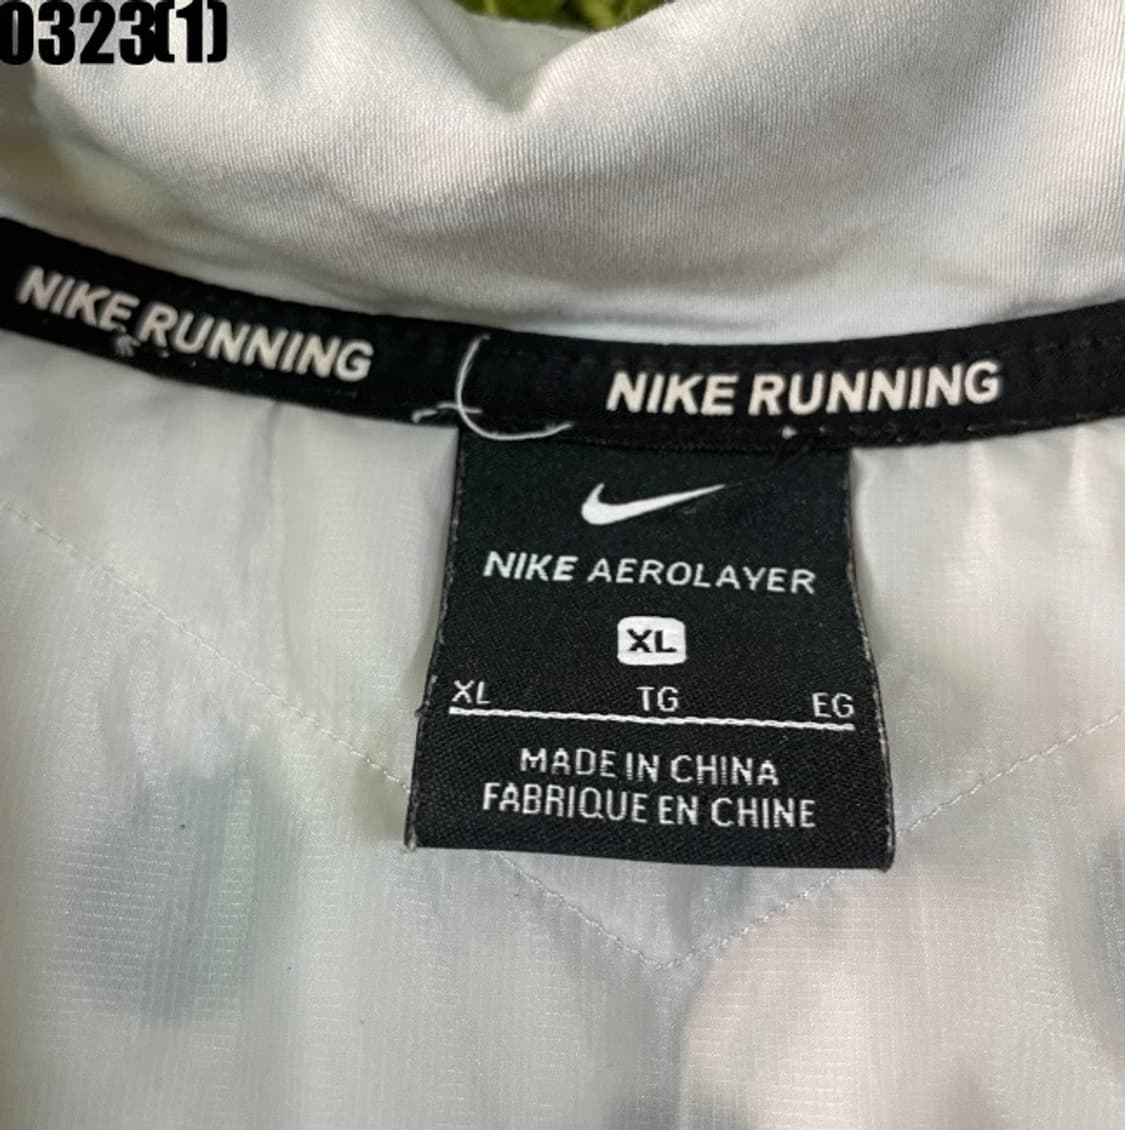 0323(1)
NIKE RUNNING
NIKE RUNNING
NIKE AEROLAYER
XL
XL TG EG
MADE IN CHINA
FABRIQUE EN CHINE